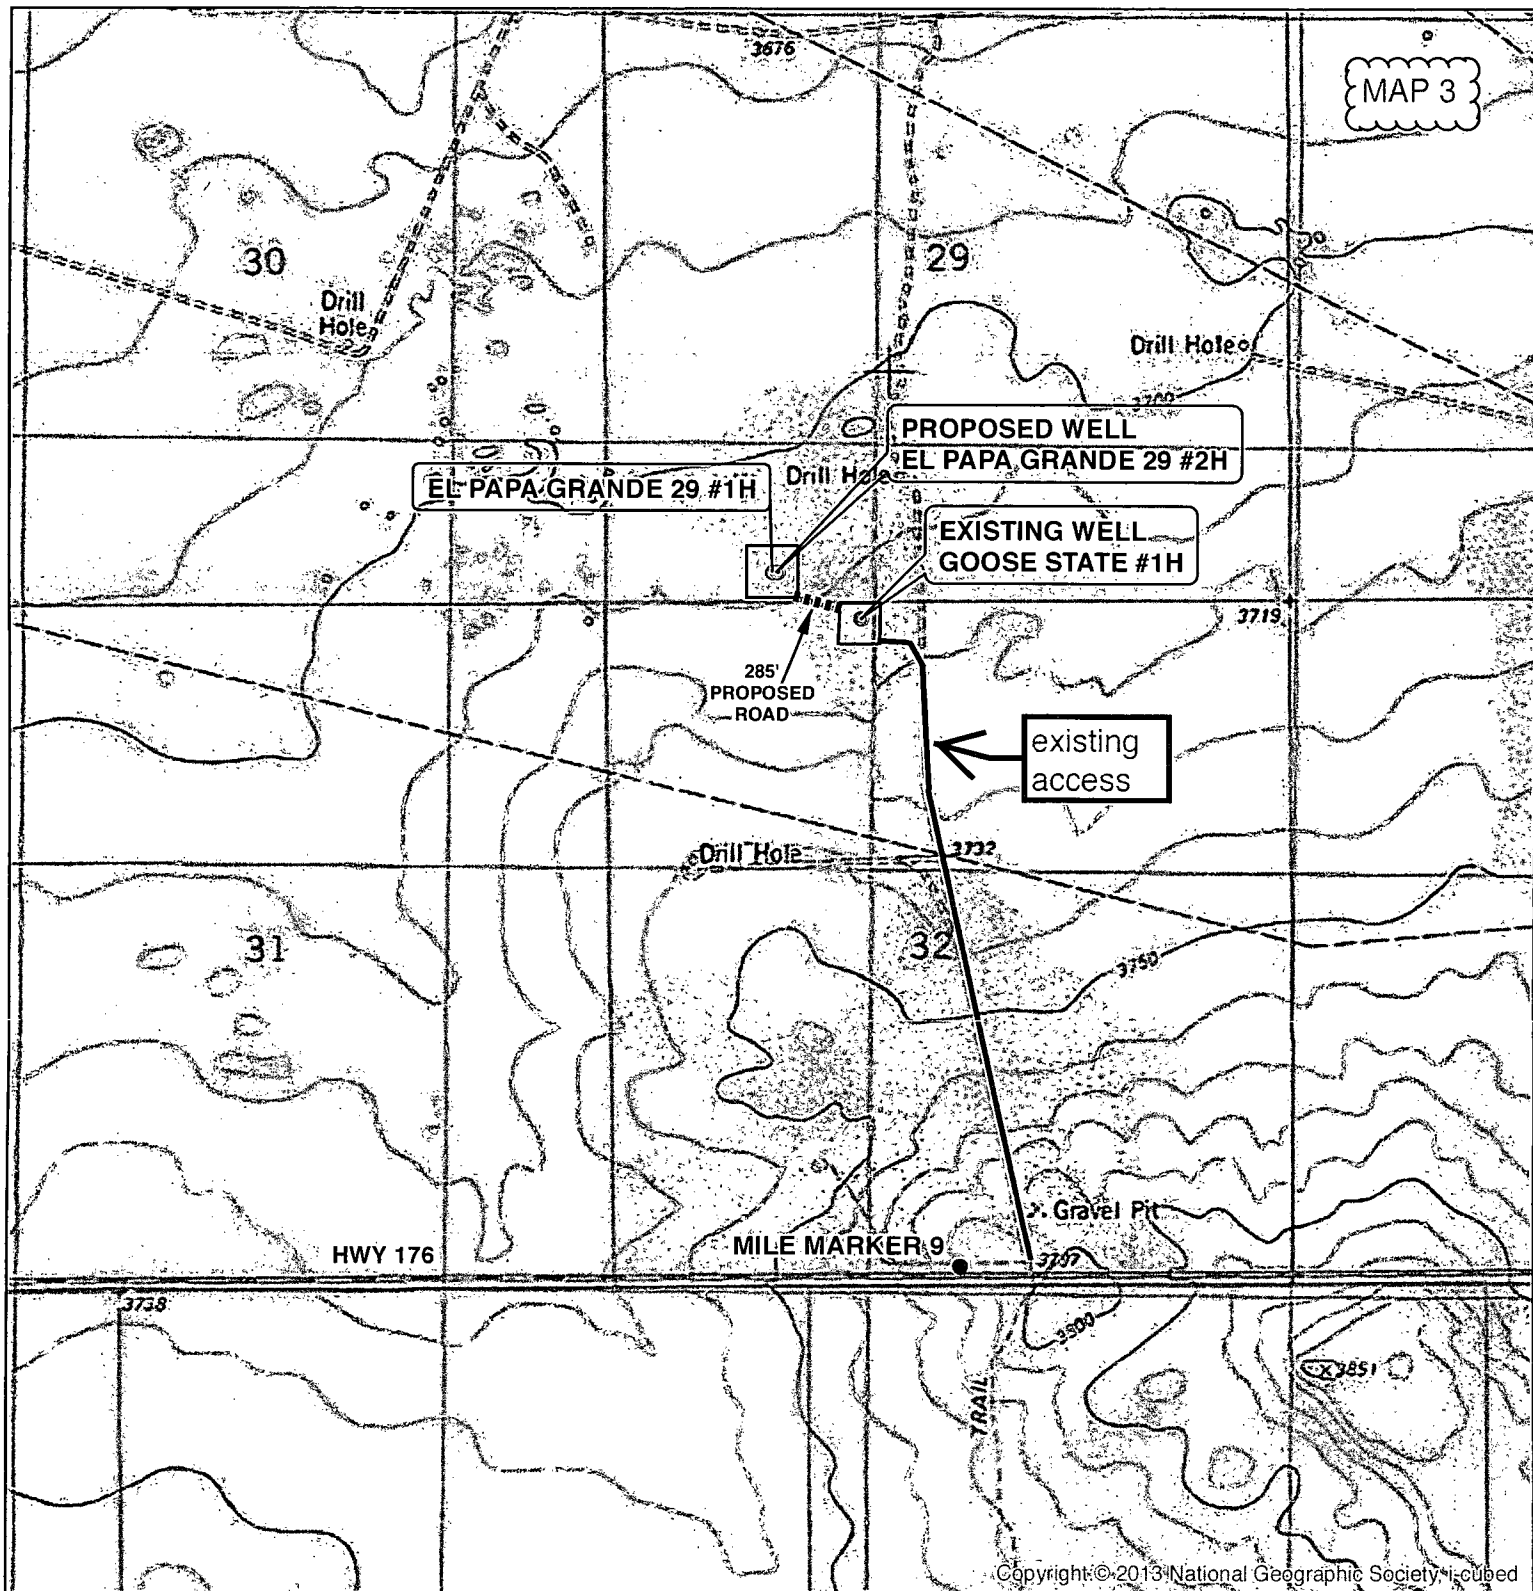 3676
MAP 3
30
29
Drill
Hole
Drill Hole
3700
PROPOSED WELL
EL PAPA GRANDE 29 #2H
Drill Hole
EL PAPA GRANDE 29 #1H
EXISTING WELL
GOOSE STATE #1H
3719
285'
PROPOSED
ROAD
existing
access
Drill Hole
3732
31
32
3750
Gravel Pit
MILE MARKER 9
HWY 176
3797
3738
3800
3851
TRAIL
Copyright:© 2013 National Geographic Society, i-cubed